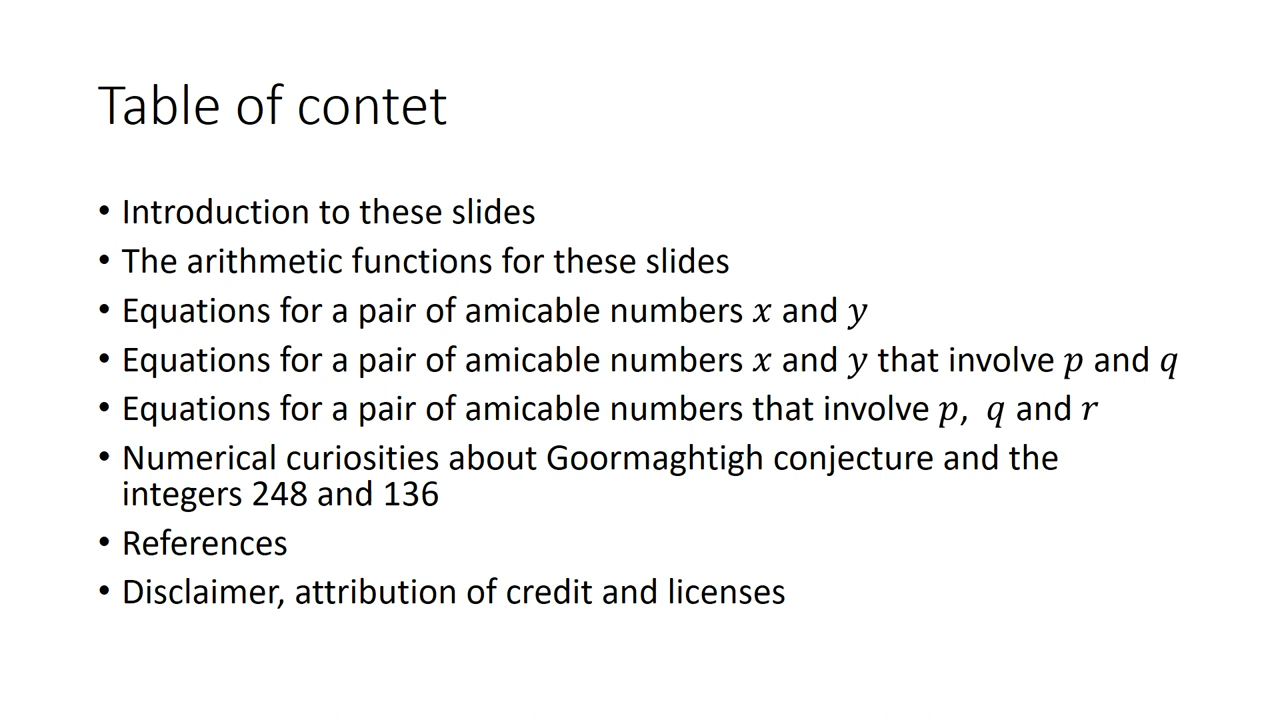 Table of contet
• Introduction to these slides
• The arithmetic functions for these slides
• Equations for a pair of amicable numbers x and y
• Equations for a pair of amicable numbers x and y that involve p and q
• Equations for a pair of amicable numbers that involve p, q and r
• Numerical curiosities about Goormaghtigh conjecture and the
integers 248 and 136
• References
• Disclaimer, attribution of credit and licenses